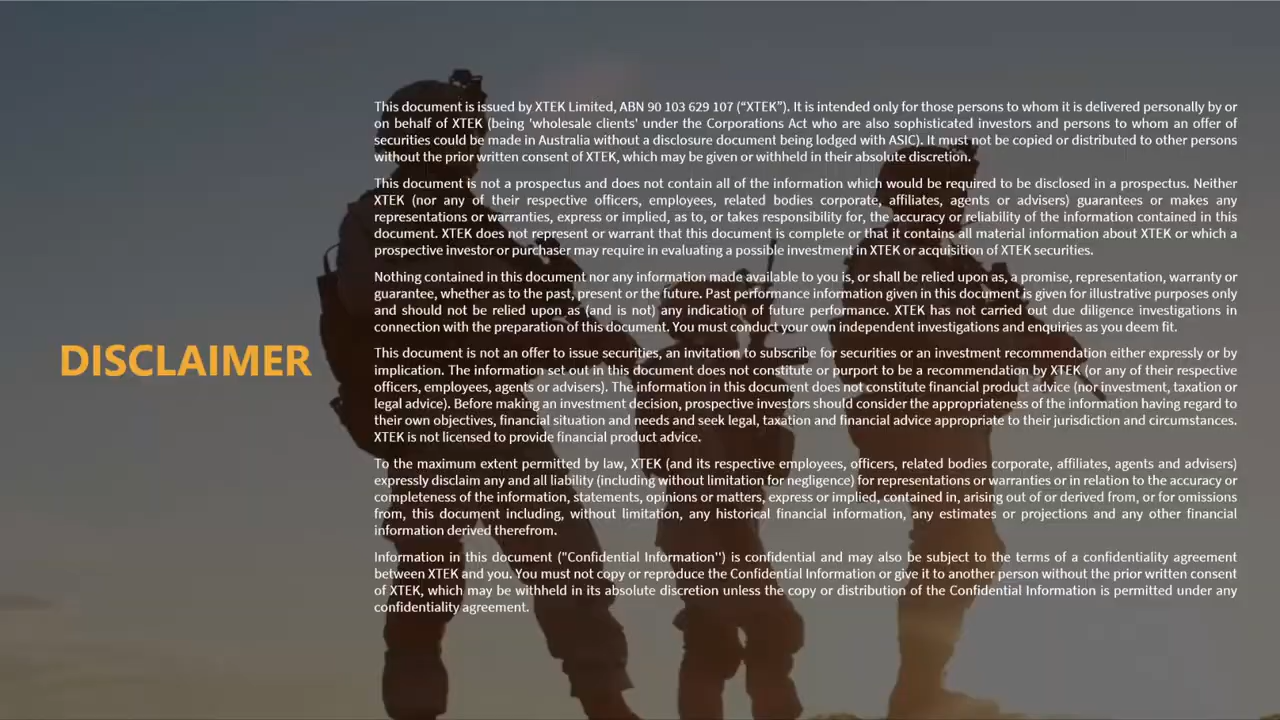 DISCLAIMER
This document is issued by XTEK Limited, ABN 90 103 629 107 (“XTEK”). It is intended only for those persons to whom it is delivered personally by or
on behalf of XTEK (being ‘wholesale clients' under the Corporations Act who are also sophisticated investors and persons to whom an offer of
securities could be made in Australia without a disclosure document being lodged with ASIC). It must not be copied or distributed to other persons
without the prior written consent of XTEK, which may be given or withheld in their absolute discretion.
This document is not a prospectus and does not contain all of the information which would be required to be disclosed in a prospectus. Neither
XTEK (nor any of their respective officers, employees, related bodies corporate, affiliates, agents or advisers) guarantees or makes any
representations or warranties, express or implied, as to, or takes responsibility for, the accuracy or reliability of the information contained in this
document. XTEK does not represent or warrant that this document is complete or that it contains all material information about XTEK or which a
prospective investor or purchaser may require in evaluating a possible investment in XTEK or acquisition of XTEK securities.
Nothing contained in this document nor any information made available to you is, or shall be relied upon as, a promise, representation, warranty or
guarantee, whether as to the past, present or the future. Past performance information given in this document is given for illustrative purposes only
and should not be relied upon as (and is not) any indication of future performance. XTEK has not carried out due diligence investigations in
connection with the preparation of this document. You must conduct your own independent investigations and enquiries as you deem fit.
This document is not an offer to issue securities, an invitation to subscribe for securities or an investment recommendation either expressly or by
implication. The information set out in this document does not constitute or purport to be a recommendation by XTEK (or any of their respective
officers, employees, agents or advisers). The information in this document does not constitute financial product advice (nor investment, taxation or
legal advice). Before making an investment decision, prospective investors should consider the appropriateness of the information having regard to
their own objectives, financial situation and needs and seek legal, taxation and financial advice appropriate to their jurisdiction and circumstances.
XTEK is not licensed to provide financial product advice.
To the maximum extent permitted by law, XTEK (and its respective employees, officers, related bodies corporate, affiliates, agents and advisers)
expressly disclaim any and all liability (including without limitation for negligence) for representations or warranties or in relation to the accuracy or
completeness of the information, statements, opinions or matters, express or implied, contained in, arising out of or derived from, or for omissions
from, this document including, without limitation, any historical financial information, any estimates or projections and any other financial
information derived therefrom.
Information in this document ("Confidential Information'') is confidential and may also be subject to the terms of a confidentiality agreement
between XTEK and you. You must not copy or reproduce the Confidential Information or give it to another person without the prior written consent
of XTEK, which may be withheld in its absolute discretion unless the copy or distribution of the Confidential Information is permitted under any
confidentiality agreement.